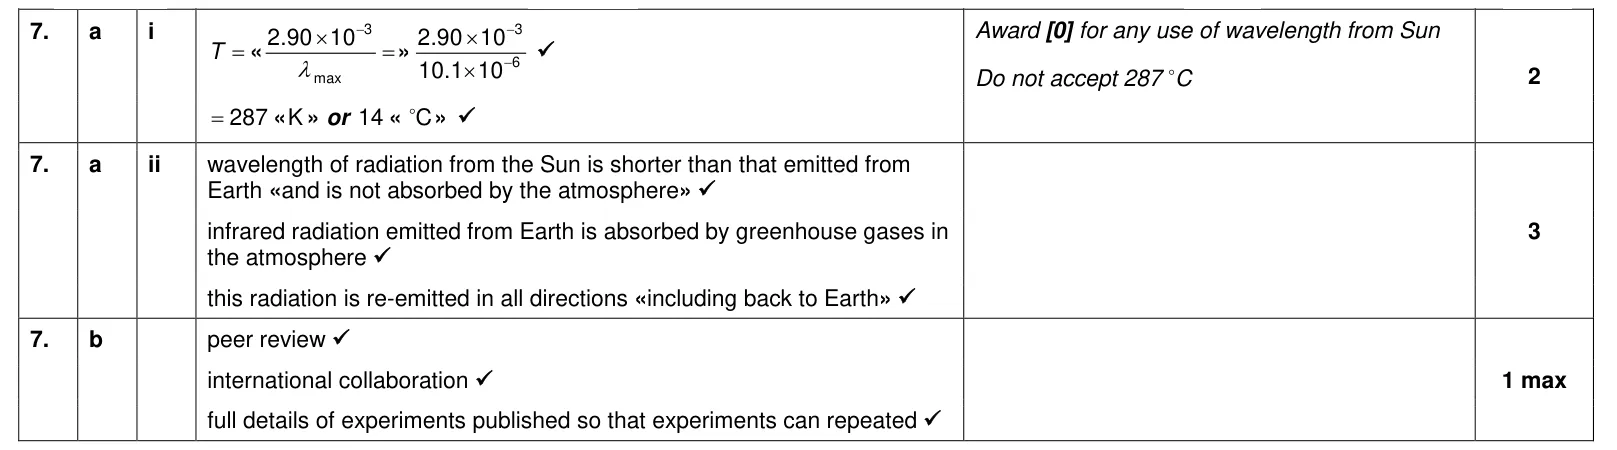 7. a i T = « 2.90×10⁻³ / λmax = » 2.90×10⁻³ / 10.1×10⁻⁶ ✓ Award [0] for any use of wavelength from Sun
Do not accept 287 °C 2
= 287 «K» or 14 « °C» ✓
7. a ii wavelength of radiation from the Sun is shorter than that emitted from
Earth «and is not absorbed by the atmosphere» ✓
infrared radiation emitted from Earth is absorbed by greenhouse gases in 3
the atmosphere ✓
this radiation is re-emitted in all directions «including back to Earth» ✓
7. b peer review ✓
international collaboration ✓ 1 max
full details of experiments published so that experiments can repeated ✓